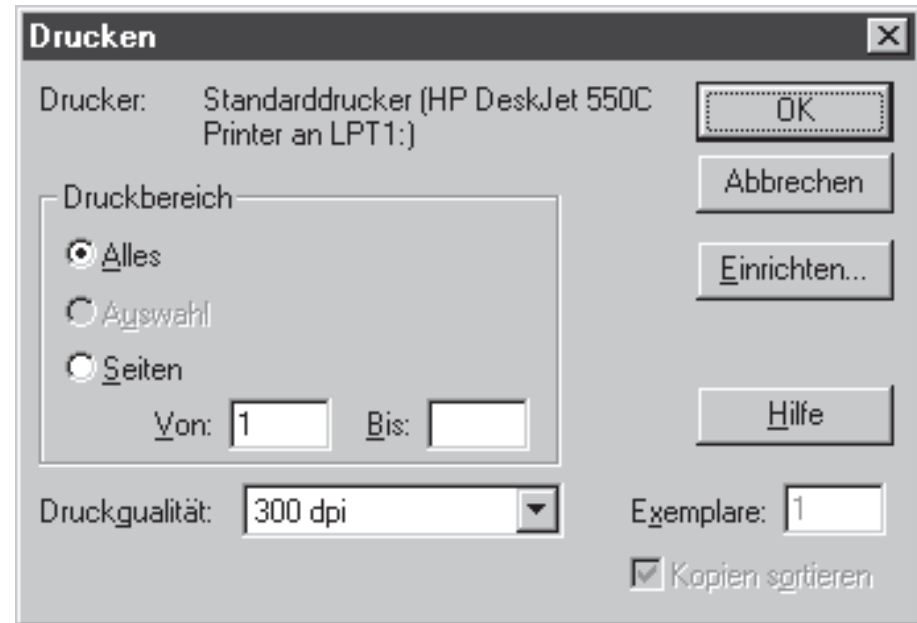 Drucken
Drucker: Standarddrucker (HP DeskJet 550C
Printer an LPT1:)
OK
Abbrechen
Einrichten...
Hilfe
Druckbereich
Alles
Auswahl
Seiten
Von: 1 Bis:
Druckqualität: 300 dpi
Exemplare: 1
Kopien sortieren